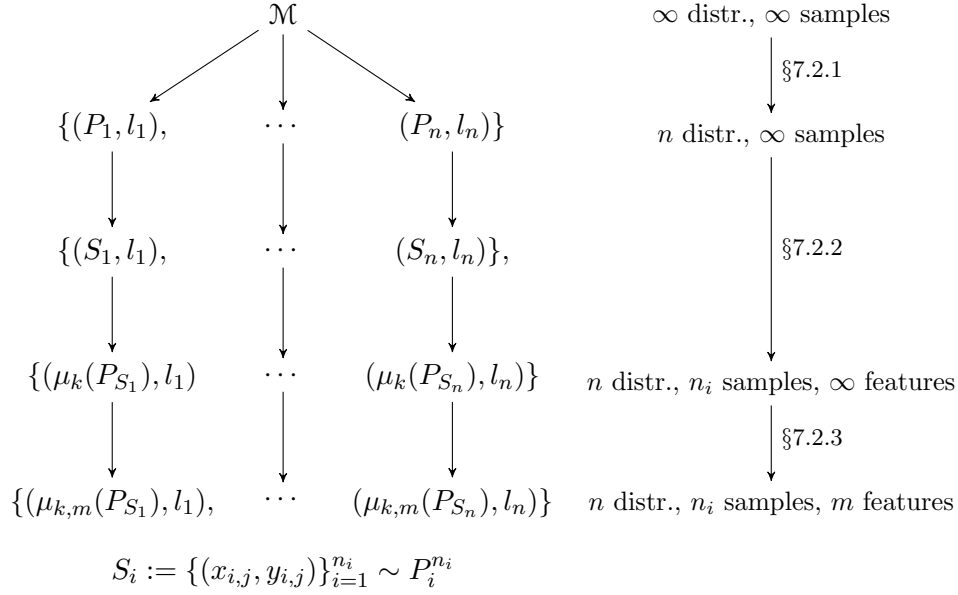 ℳ ∞ distr., ∞ samples
§7.2.1
{(P_1, l_1), ⋯ (P_n, l_n)} n distr., ∞ samples
{(S_1, l_1), ⋯ (S_n, l_n)}, §7.2.2
{(μ_k(P_{S_1}), l_1) ⋯ (μ_k(P_{S_n}), l_n)} n distr., n_i samples, ∞ features
§7.2.3
{(μ_{k,m}(P_{S_1}), l_1), ⋯ (μ_{k,m}(P_{S_n}), l_n)} n distr., n_i samples, m features
S_i := {(x_{i,j}, y_{i,j})}_{i=1}^{n_i} ∼ P_i^{n_i}